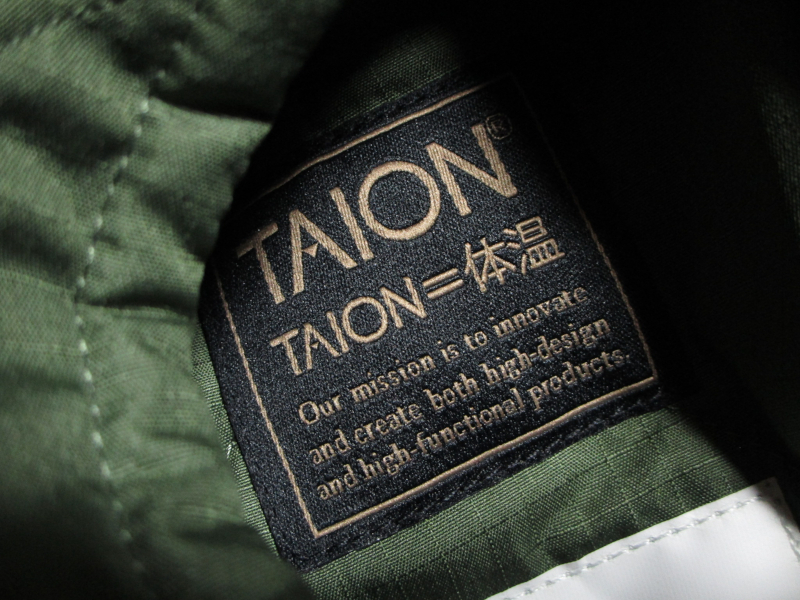 TAION®
TAION=体温
Our mission is to innovate
and create both high-design
and high-functional products.